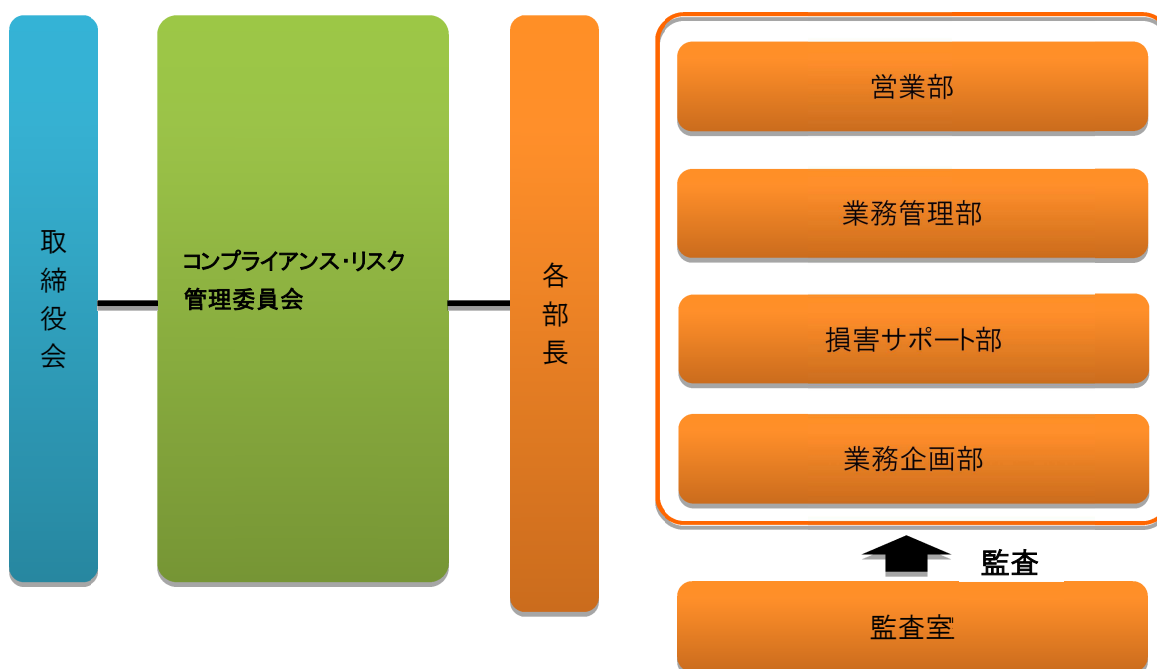 取締役会
コンプライアンス・リスク
管理委員会
各部長
営業部
業務管理部
損害サポート部
業務企画部
監査
監査室